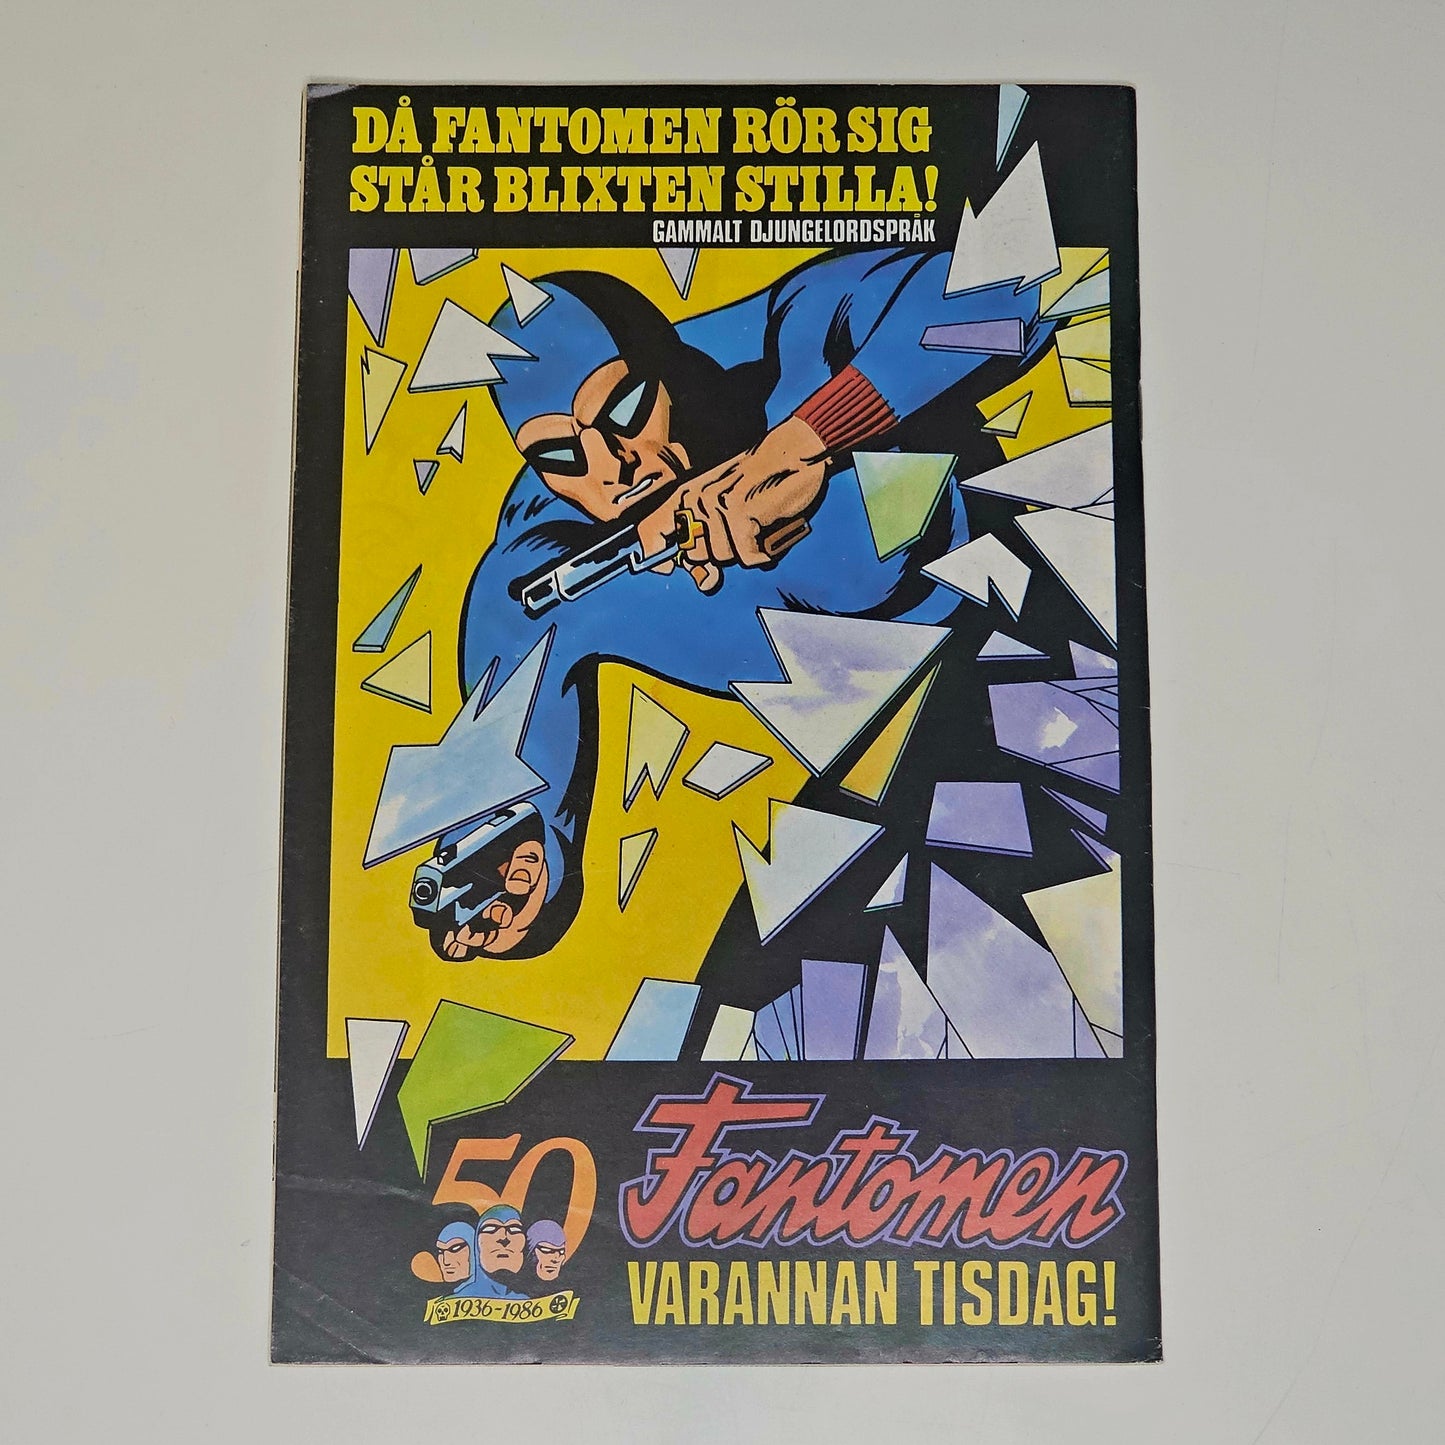 DÅ FANTOMEN RÖR SIG
STÅR BLIXTEN STILLA!
GAMMALT DJUNGELORDSPRÅK
50
1936-1986
Fantomen
VARANNAN TISDAG!